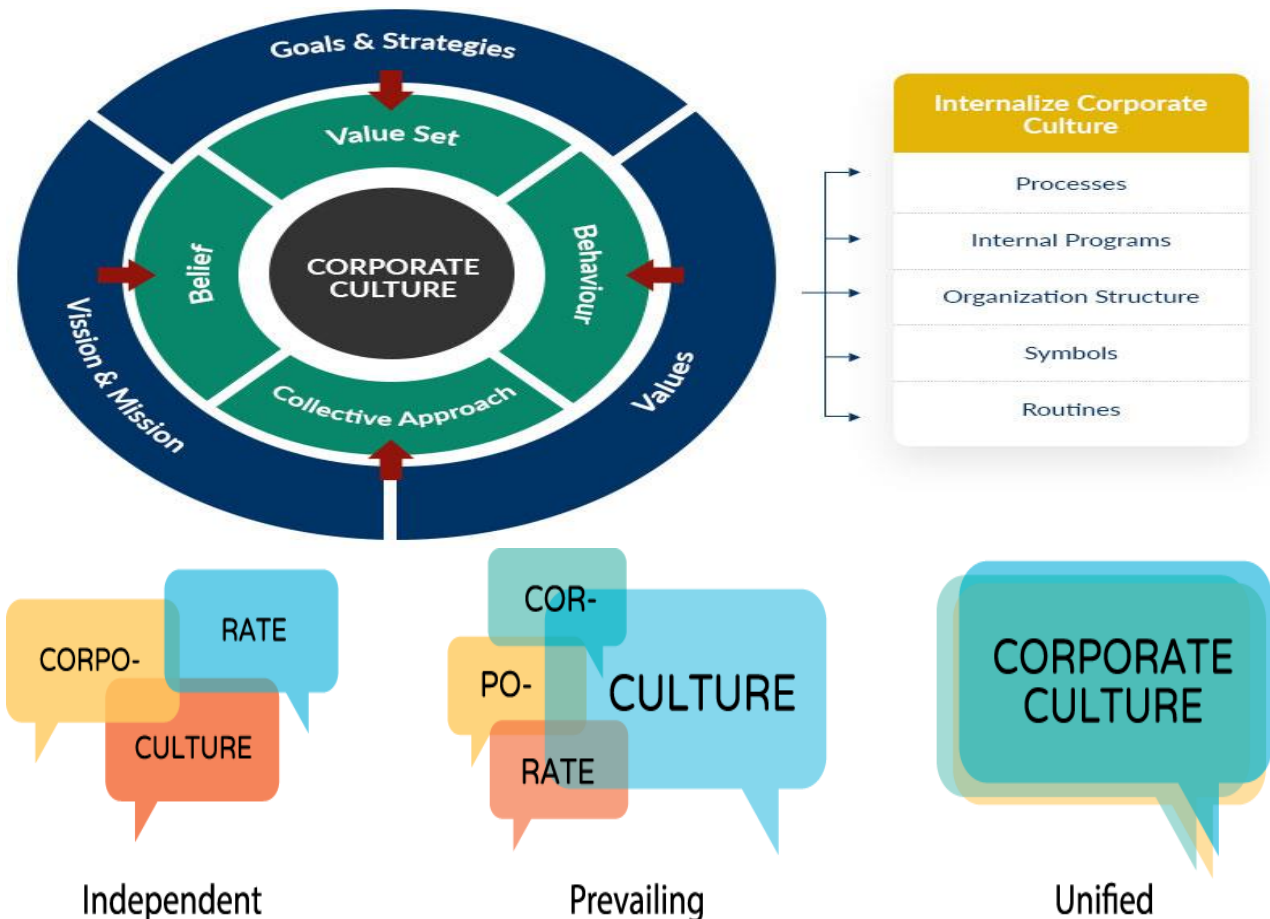 Goals & Strategies
Value Set
Belief
Behaviour
CORPORATE
CULTURE
Collective Approach
Vission & Mission
Values
Internalize Corporate
Culture
Processes
Internal Programs
Organization Structure
Symbols
Routines
CORPO-
RATE
CULTURE
Independent
COR-
PO-
RATE
CULTURE
Prevailing
CORPORATE
CULTURE
Unified